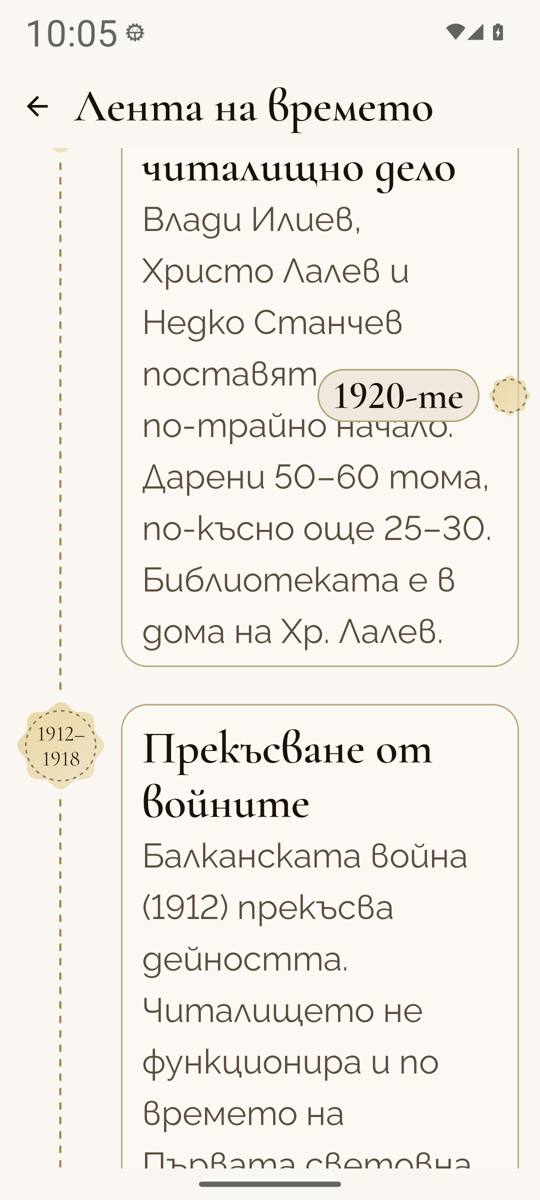 10:05
Лента на времето
читалищно дело
Влади Илиев,
Христо Лалев и
Недко Станчев
поставят
1920-те
по-трайно начало.
Дарени 50–60 тома,
по-късно още 25–30.
Библиотеката е в
дома на Хр. Лалев.
1912–
1918
Прекъсване от
войните
Балканската война
(1912) прекъсва
дейността.
Читалището не
функционира и по
времето на
Първата световна